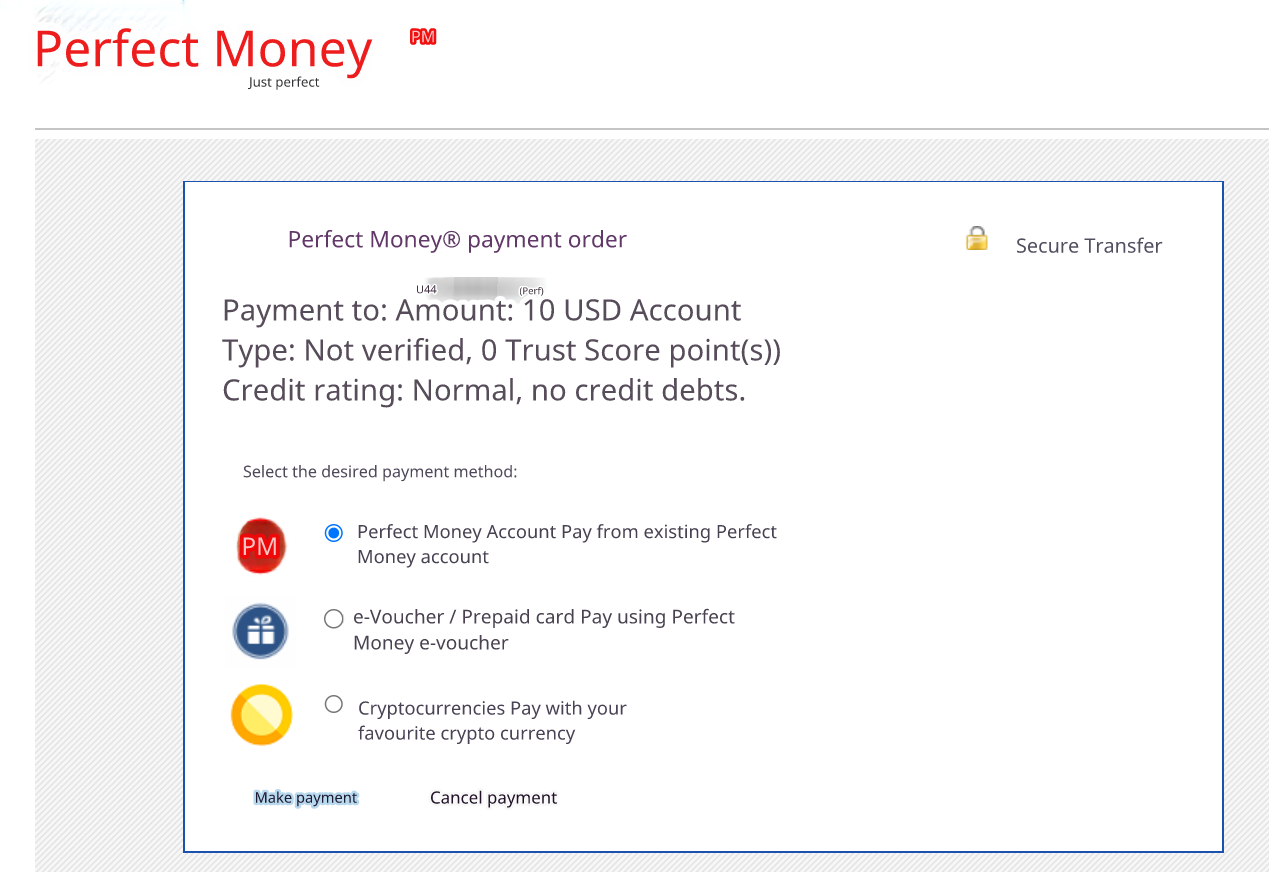 Perfect Money
PM
Just perfect
Perfect Money® payment order
Secure Transfer
U44 (Perf)
Payment to: Amount: 10 USD Account
Type: Not verified, 0 Trust Score point(s))
Credit rating: Normal, no credit debts.
Select the desired payment method:
PM
Perfect Money Account Pay from existing Perfect
Money account
e-Voucher / Prepaid card Pay using Perfect
Money e-voucher
Cryptocurrencies Pay with your
favourite crypto currency
Make payment
Cancel payment